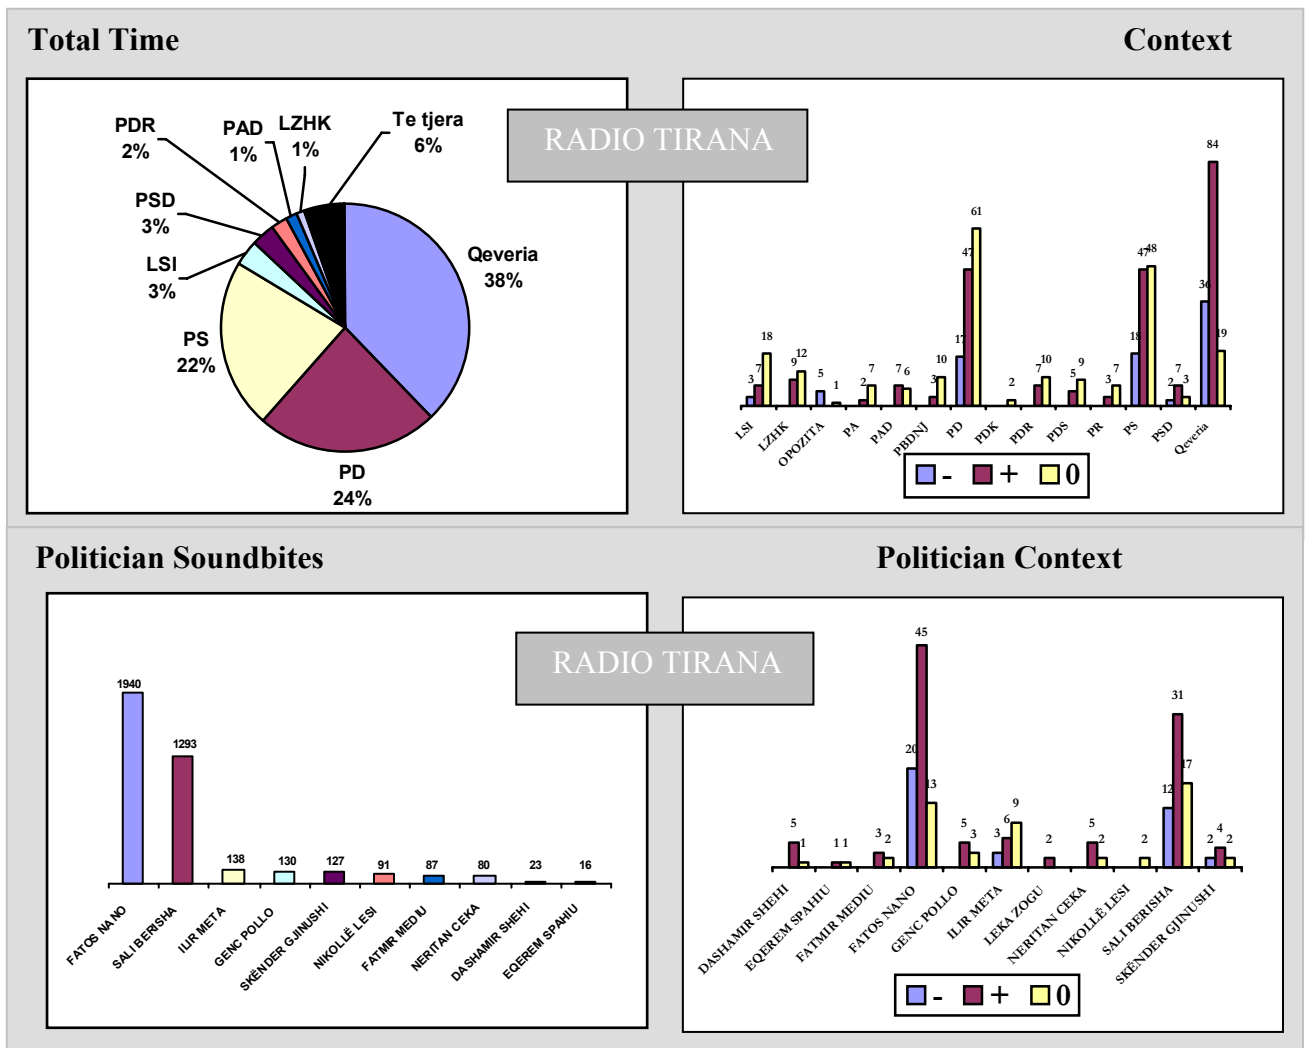 Total Time
Context
RADIO TIRANA
PDR
2%
PAD
1%
LZHK
1%
Te tjera
6%
PSD
3%
LSI
3%
PS
22%
Qeveria
38%
PD
24%
3 7 18
9 12
5 1
2 7
7 6
3 10
17 47 61
2
7 10
5 9
3 7
18 47 48
2 7 3
36 84 19
LSI
LZHK
OPOZITA
PA
PAD
PBDNJ
PD
PDK
PDR
PDS
PR
PS
PSD
Qeveria
- + 0
Politician Soundbites
Politician Context
RADIO TIRANA
1940
1293
138
130
127
91
87
80
23
16
FATOS NANO
SALI BERISHA
ILIR META
GENC POLLO
SKËNDER GJINUSHI
NIKOLLË LESI
FATMIR MEDIU
NERITAN CEKA
DASHAMIR SHEHI
EQEREM SPAHIU
5 1
1 1
3 2
20 45 13
5 3
3 6 9
2
5 2
2
12 31 17
2 4 2
DASHAMIR SHEHI
EQEREM SPAHIU
FATMIR MEDIU
FATOS NANO
GENC POLLO
ILIR META
LEKA ZOGU
NERITAN CEKA
NIKOLLË LESI
SALI BERISHA
SKËNDER GJINUSHI
- + 0